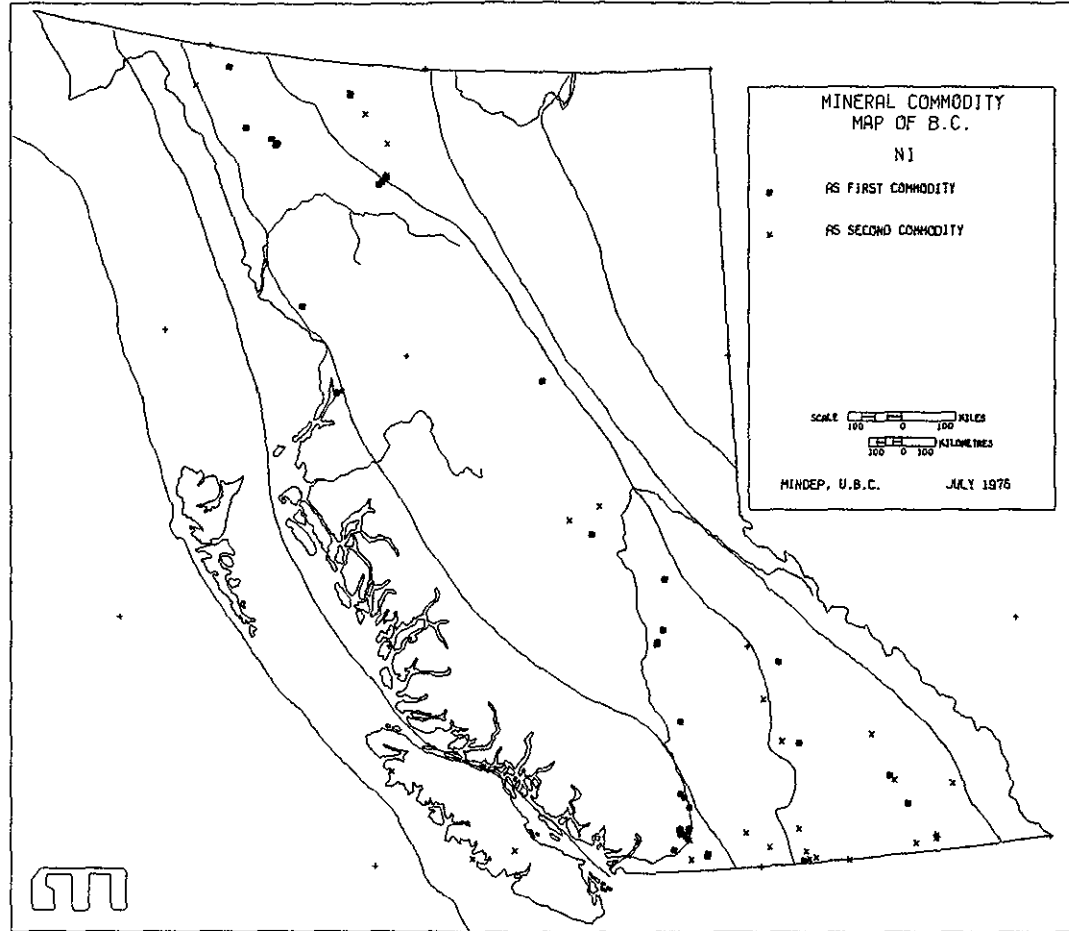 MINERAL COMMODITY
MAP OF B.C.
NI
AS FIRST COMMODITY
AS SECOND COMMODITY
SCALE 100 0 100 MILES
100 0 100 KILOMETRES
MINDEP, U.B.C. JULY 1976